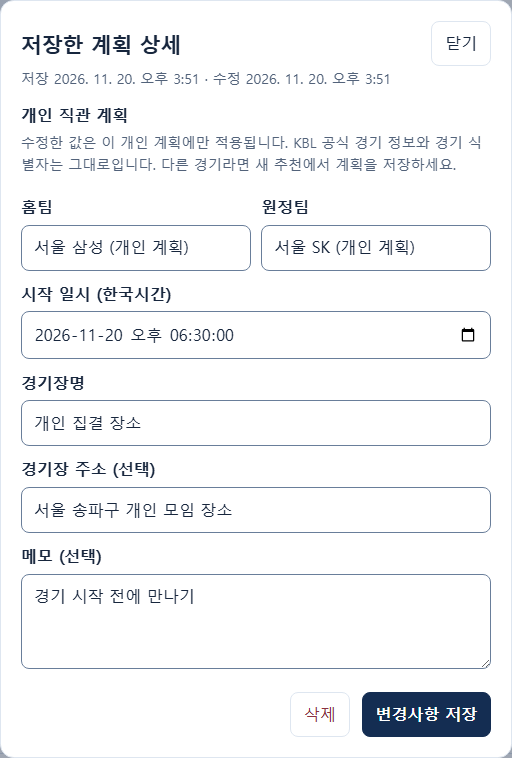 저장한 계획 상세
닫기
저장 2026. 11. 20. 오후 3:51 · 수정 2026. 11. 20. 오후 3:51
개인 직관 계획
수정한 값은 이 개인 계획에만 적용됩니다. KBL 공식 경기 정보와 경기 식
별자는 그대로입니다. 다른 경기라면 새 추천에서 계획을 저장하세요.
홈팀
원정팀
서울 삼성 (개인 계획)
서울 SK (개인 계획)
시작 일시 (한국시간)
2026-11-20 오후 06:30:00
경기장명
개인 집결 장소
경기장 주소 (선택)
서울 송파구 개인 모임 장소
메모 (선택)
경기 시작 전에 만나기
삭제
변경사항 저장